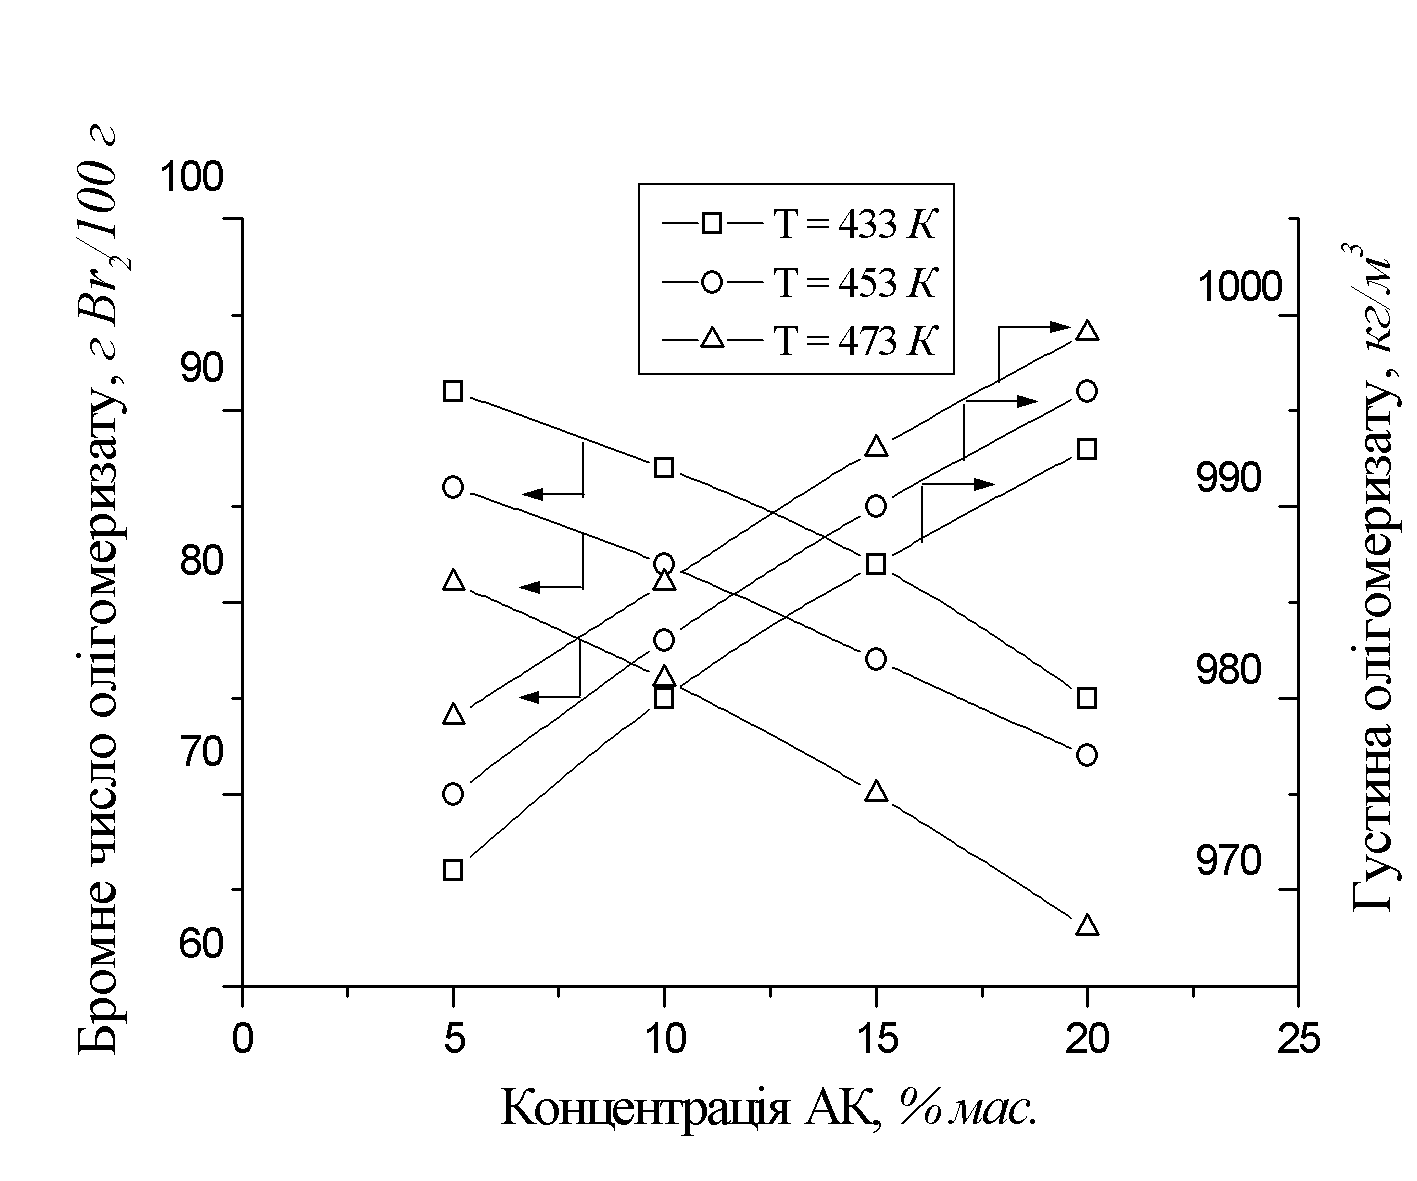 Бромне число олігомеризату, г Br2/100 г
100
90
80
70
60
T = 433 К
T = 453 К
T = 473 К
1000
990
980
970
Густина олігомеризату, кг/м³
0 5 10 15 20 25
Концентрація АК, % мас.